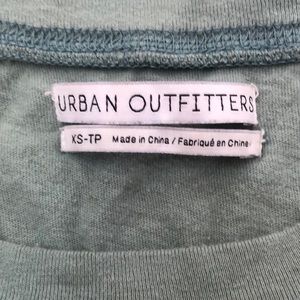 URBAN OUTFITTERS
XS-TP Made in China / Fabriqué en Chine